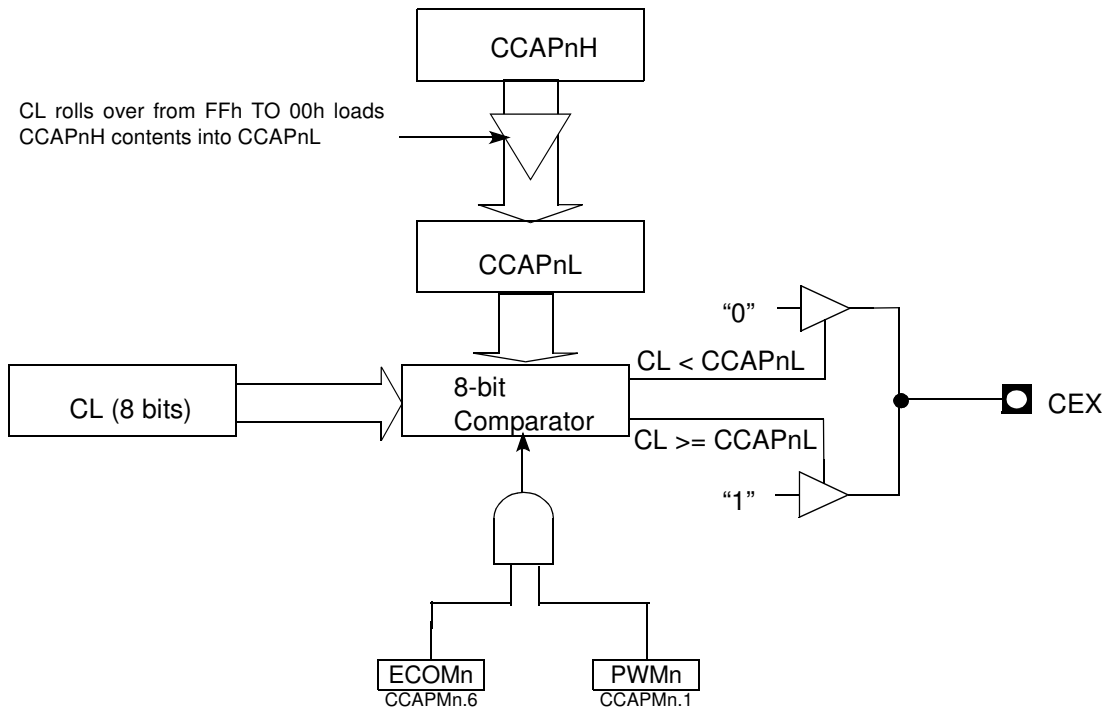 CCAPnH
CL rolls over from FFh TO 00h loads
CCAPnH contents into CCAPnL
CCAPnL
“0”
CL < CCAPnL
CL (8 bits)
8-bit
Comparator
CEX
CL >= CCAPnL
“1”
ECOMn
CCAPMn.6
PWMn
CCAPMn.1